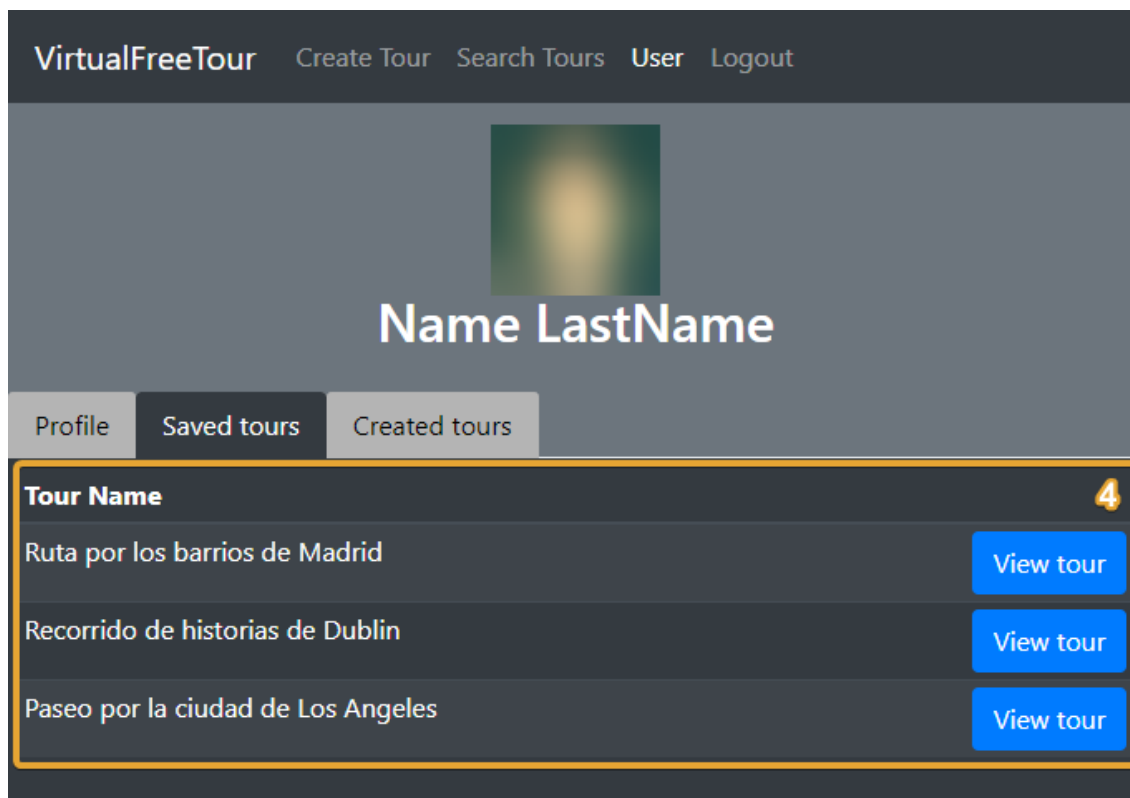 VirtualFreeTour Create Tour Search Tours User Logout
Name LastName
Profile Saved tours Created tours
Tour Name 4
Ruta por los barrios de Madrid View tour
Recorrido de historias de Dublin View tour
Paseo por la ciudad de Los Angeles View tour